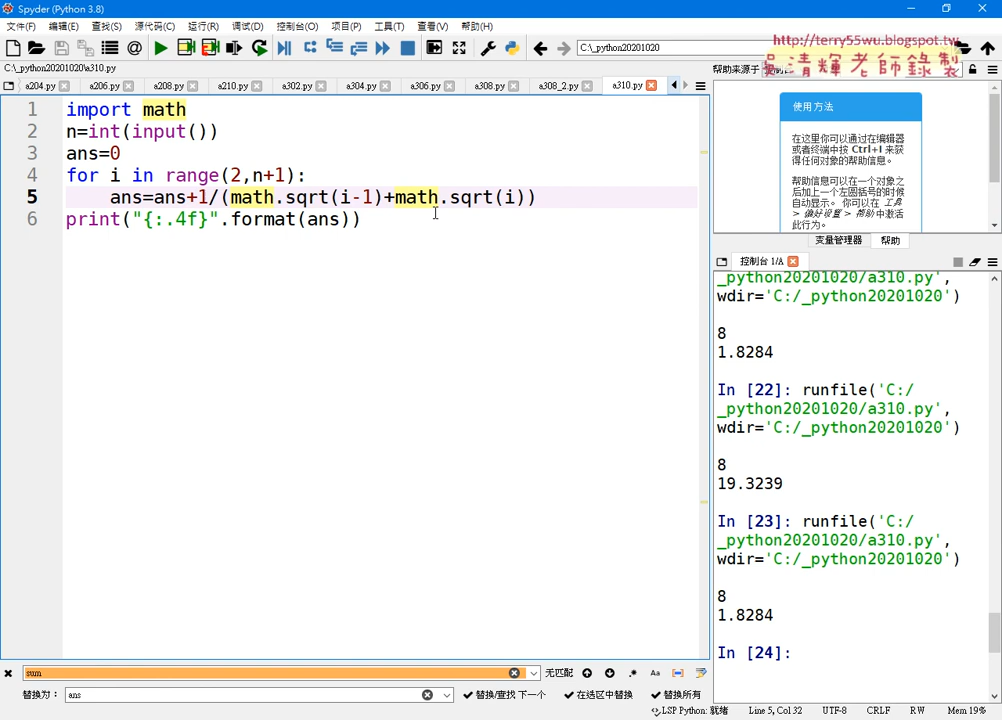 Spyder (Python 3.8)
文件(F) 编辑(E) 查找(S) 源代码(C) 运行(R) 调试(D) 控制台(O) 项目(P) 工具(T) 查看(V) 帮助(H)
C:\_python20201020
http://terry55wu.blogspot.tw
吳清輝老師錄製
C:\_python20201020\a310.py
帮助来源于
a204.py a206.py a208.py a210.py a302.py a304.py a306.py a308.py a308_2.py a310.py
1 import math
2 n=int(input())
3 ans=0
4 for i in range(2,n+1):
5 ans=ans+1/(math.sqrt(i-1)+math.sqrt(i))
6 print("{:.4f}".format(ans))
使用方法
在这里你可以通过在编辑器
或者终端中按 Ctrl+I 来获
得任何对象的帮助信息。
帮助信息可以在一个对象之
后加上一个左圆括号的时候
自动显示。 你可以在 工具
> 偏好设置 > 帮助 中激活
此行为。
变量管理器 帮助
控制台 1/A
_python20201020/a310.py',
wdir='C:/_python20201020')
8
1.8284
In [22]: runfile('C:/
_python20201020/a310.py',
wdir='C:/_python20201020')
8
19.3239
In [23]: runfile('C:/
_python20201020/a310.py',
wdir='C:/_python20201020')
8
1.8284
In [24]:
sum 无匹配 .* Aa
替换为： ans 替换/查找 下一个 在选区中替换 替换所有
LSP Python: 就绪 Line 5, Col 32 UTF-8 CRLF RW Mem 19%